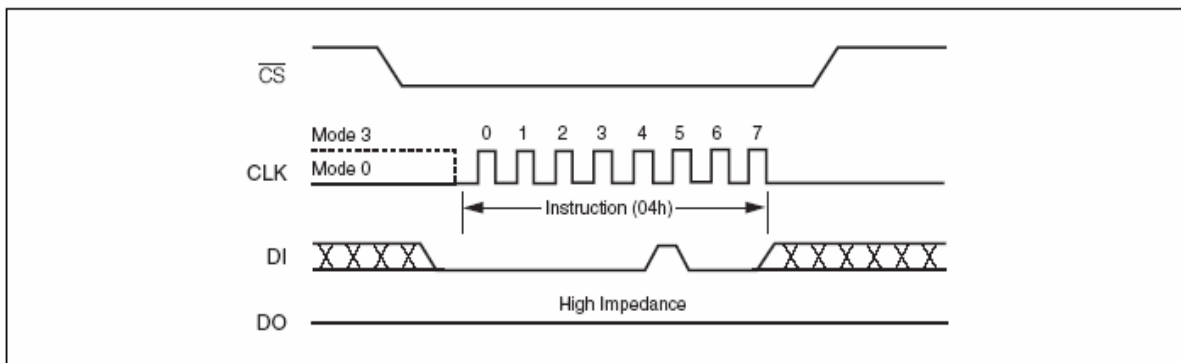 CS
Mode 3
0 1 2 3 4 5 6 7
CLK
Mode 0
Instruction (04h)
DI
High Impedance
DO